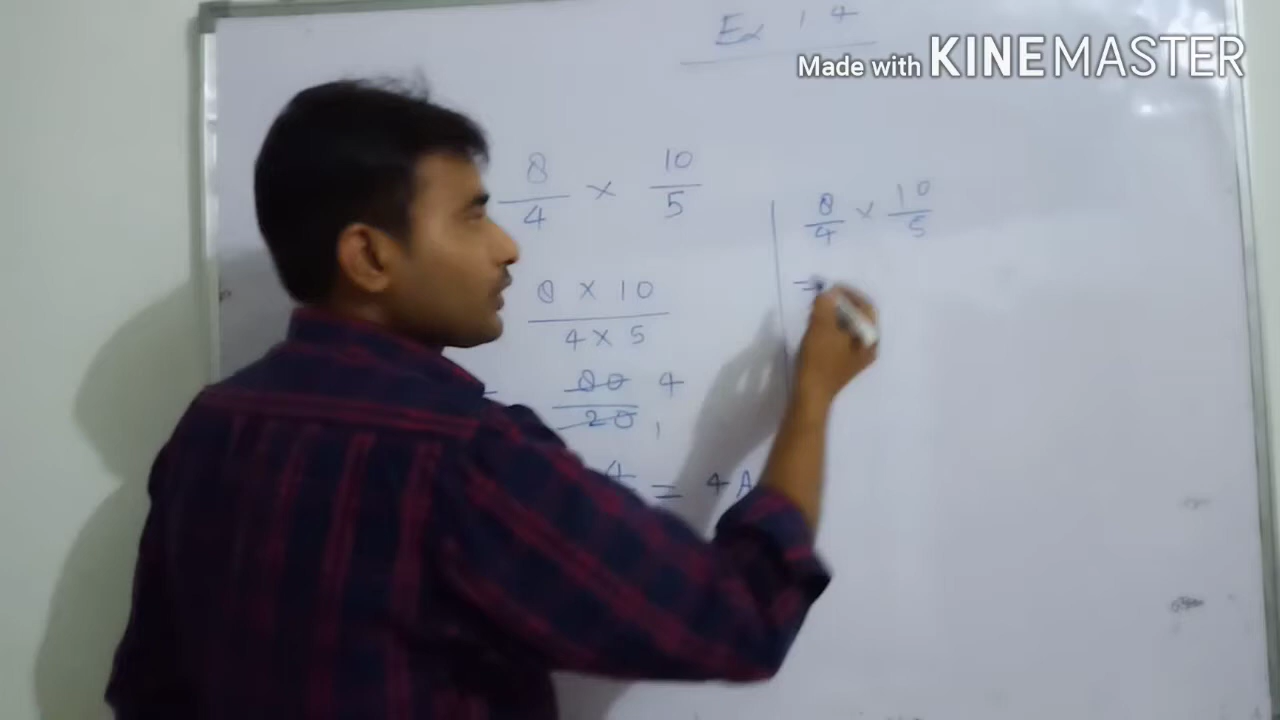 Ex 14
Made with KINEMASTER
8/4 × 10/5
8 × 10 / 4 × 5
80/20 4 1
4 = 4 A
8/4 × 10/5
=